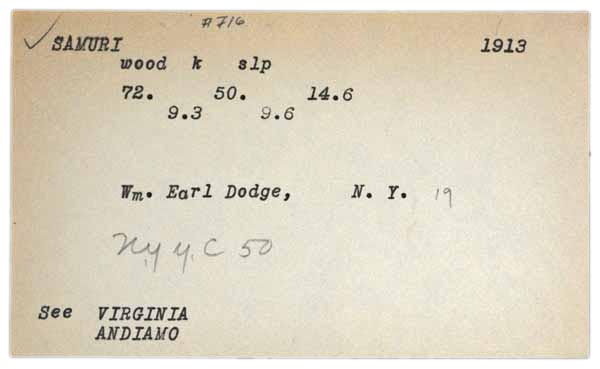 #716
✓ SAMURI 1913
wood k slp
72. 50. 14.6
9.3 9.6
Wm. Earl Dodge, N. Y. 19
N.Y.Y.C 50
See VIRGINIA
ANDIAMO